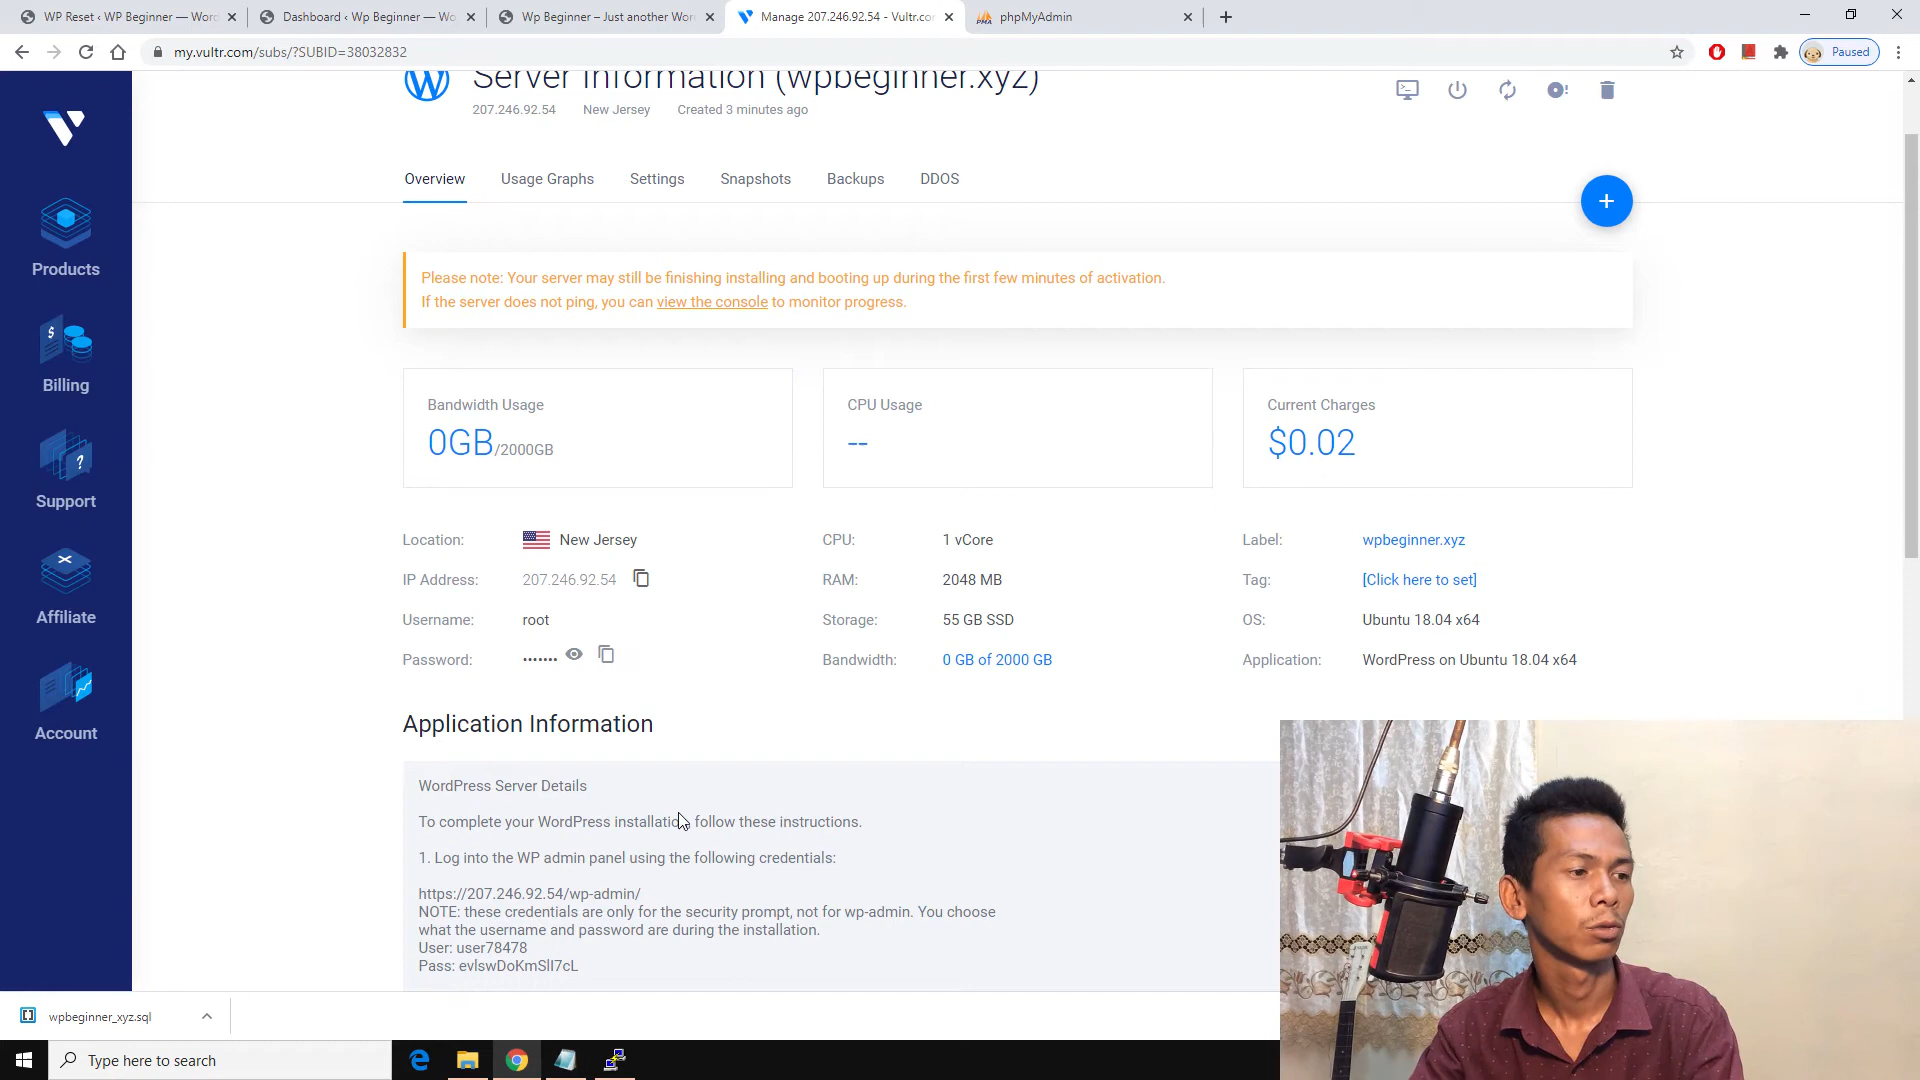 WP Reset ‹ WP Beginner — Wor
Dashboard ‹ Wp Beginner — Wo
Wp Beginner – Just another Wor
Manage 207.246.92.54 - Vultr.co
phpMyAdmin
my.vultr.com/subs/?SUBID=38032832
Paused
Server Information (wpbeginner.xyz)
207.246.92.54 New Jersey Created 3 minutes ago
Overview Usage Graphs Settings Snapshots Backups DDOS
Products
Billing
Support
Affiliate
Account
Please note: Your server may still be finishing installing and booting up during the first few minutes of activation.
If the server does not ping, you can view the console to monitor progress.
Bandwidth Usage
0GB/2000GB
CPU Usage
--
Current Charges
$0.02
Location: New Jersey
IP Address: 207.246.92.54
Username: root
Password: •••••••
CPU: 1 vCore
RAM: 2048 MB
Storage: 55 GB SSD
Bandwidth: 0 GB of 2000 GB
Label: wpbeginner.xyz
Tag: [Click here to set]
OS: Ubuntu 18.04 x64
Application: WordPress on Ubuntu 18.04 x64
Application Information
WordPress Server Details
To complete your WordPress installation, follow these instructions.
1. Log into the WP admin panel using the following credentials:
https://207.246.92.54/wp-admin/
NOTE: these credentials are only for the security prompt, not for wp-admin. You choose
what the username and password are during the installation.
User: user78478
Pass: evlswDoKmSlI7cL
wpbeginner_xyz.sql
Type here to search